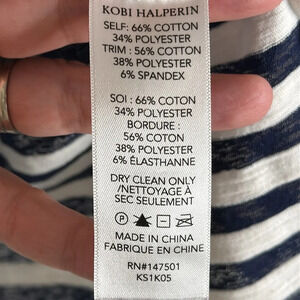 KOBI HALPERIN
SELF: 66% COTTON
34% POLYESTER
TRIM : 56% COTTON
38% POLYESTER
6% SPANDEX
SOI : 66% COTON
34% POLYESTER
BORDURE :
56% COTON
38% POLYESTER
6% ÉLASTHANNE
DRY CLEAN ONLY
/NETTOYAGE À
SEC SEULEMENT
P
MADE IN CHINA
FABRIQUE EN CHINE
RN#147501
KS1K05